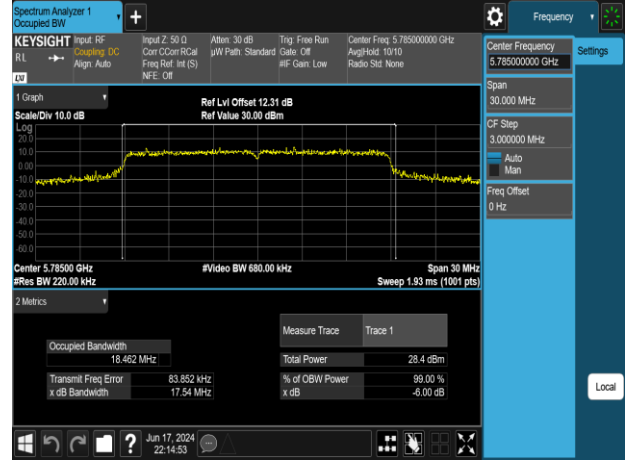 Spectrum Analyzer 1
Occupied BW
+
Frequency
KEYSIGHT
Input: RF
Coupling: DC
Align: Auto
Input Z: 50 Ω
Corr CCorr RCal
Freq Ref: Int (S)
NFE: Off
Atten: 30 dB
µW Path: Standard
Trig: Free Run
Gate: Off
#IF Gain: Low
Center Freq: 5.785000000 GHz
Avg|Hold: 10/10
Radio Std: None
RL
LXI
Center Frequency
5.785000000 GHz
Settings
Span
30.000 MHz
CF Step
3.000000 MHz
Auto
Man
Freq Offset
0 Hz
Local
1 Graph
Scale/Div 10.0 dB
Ref Lvl Offset 12.31 dB
Ref Value 30.00 dBm
Log
20.0
10.0
0.00
-10.0
-20.0
-30.0
-40.0
-50.0
-60.0
Center 5.78500 GHz
#Res BW 220.00 kHz
#Video BW 680.00 kHz
Span 30 MHz
Sweep 1.93 ms (1001 pts)
2 Metrics
Measure Trace
Trace 1
Occupied Bandwidth
18.462 MHz
Total Power
28.4 dBm
Transmit Freq Error
83.852 kHz
% of OBW Power
99.00 %
x dB Bandwidth
17.54 MHz
x dB
-6.00 dB
?
Jun 17, 2024
22:14:53